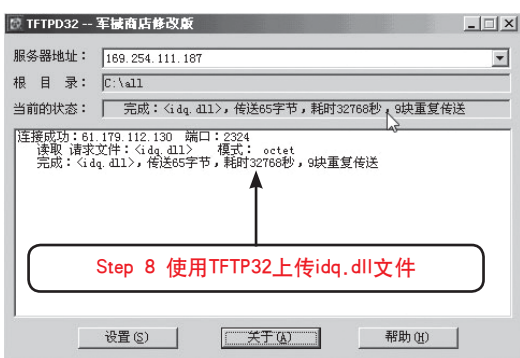 TFTPD32 -- 军械商店修改版
服务器地址： 169.254.111.187
根 目 录： C:\all
当前的状态： 完成：<idq.dll>，传送65字节，耗时32768秒，9块重复传送
连接成功：61.179.112.130 端口：2324
读取 请求文件：<idq.dll> 模式： octet
完成：<idq.dll>，传送65字节，耗时32768秒，9块重复传送
Step 8 使用TFTP32上传idq.dll文件
设置(S) 关于(A) 帮助(H)